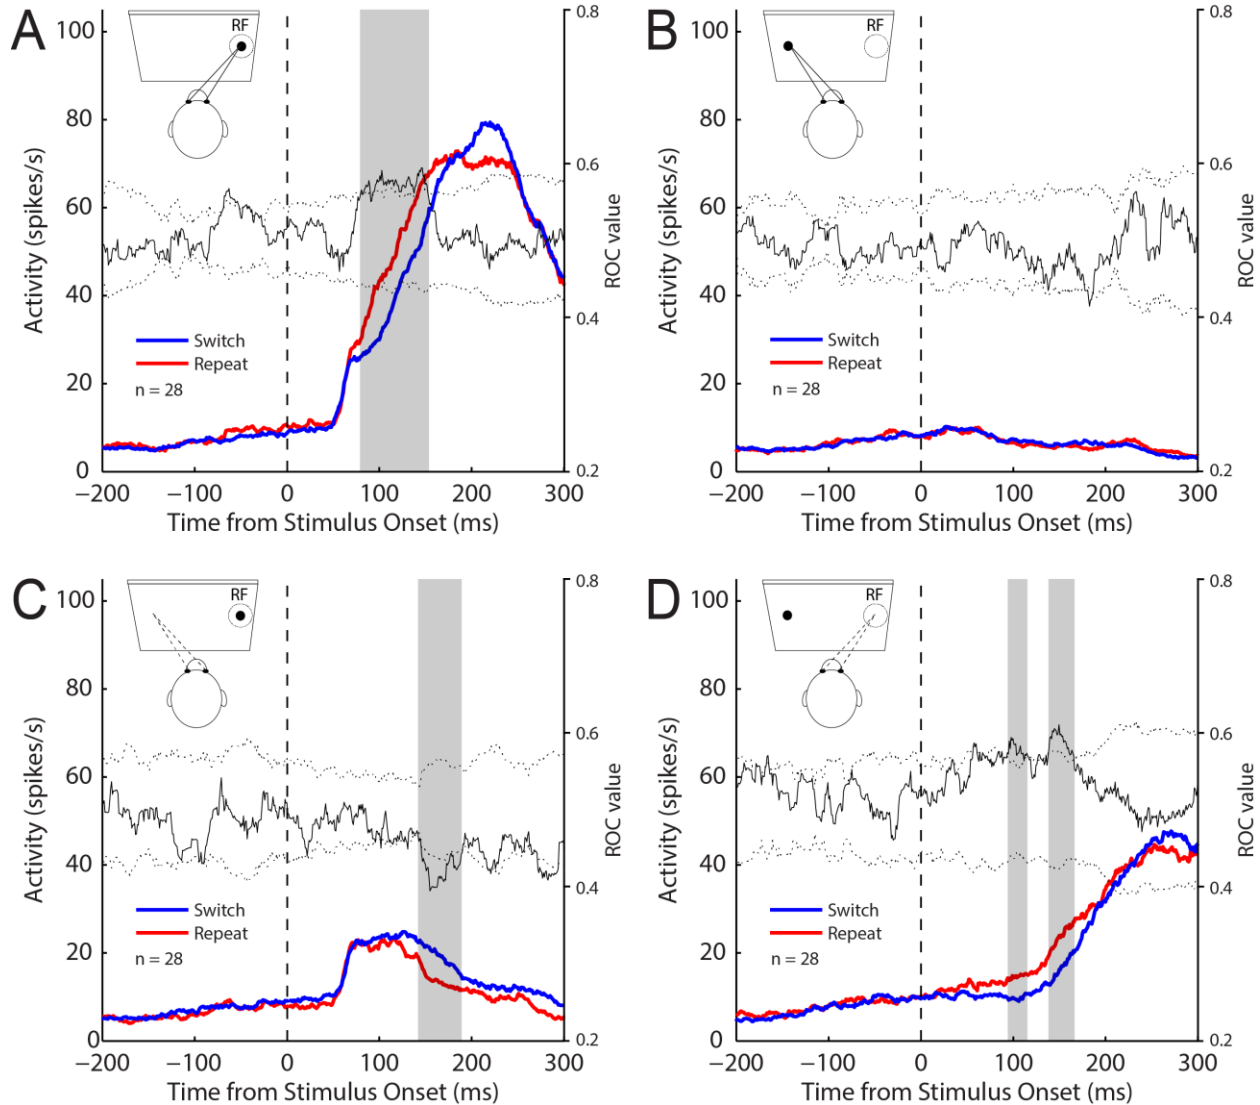 A
RF
100
80
60
40
20
0
Activity (spikes/s)
0.8
0.6
0.4
0.2
ROC value
Switch
Repeat
n = 28
−200 −100 0 100 200 300
Time from Stimulus Onset (ms)
B
RF
100
80
60
40
20
0
Activity (spikes/s)
0.8
0.6
0.4
0.2
ROC value
Switch
Repeat
n = 28
−200 −100 0 100 200 300
Time from Stimulus Onset (ms)
C
RF
100
80
60
40
20
0
Activity (spikes/s)
0.8
0.6
0.4
0.2
ROC value
Switch
Repeat
n = 28
−200 −100 0 100 200 300
Time from Stimulus Onset (ms)
D
RF
100
80
60
40
20
0
Activity (spikes/s)
0.8
0.6
0.4
0.2
ROC value
Switch
Repeat
n = 28
−200 −100 0 100 200 300
Time from Stimulus Onset (ms)